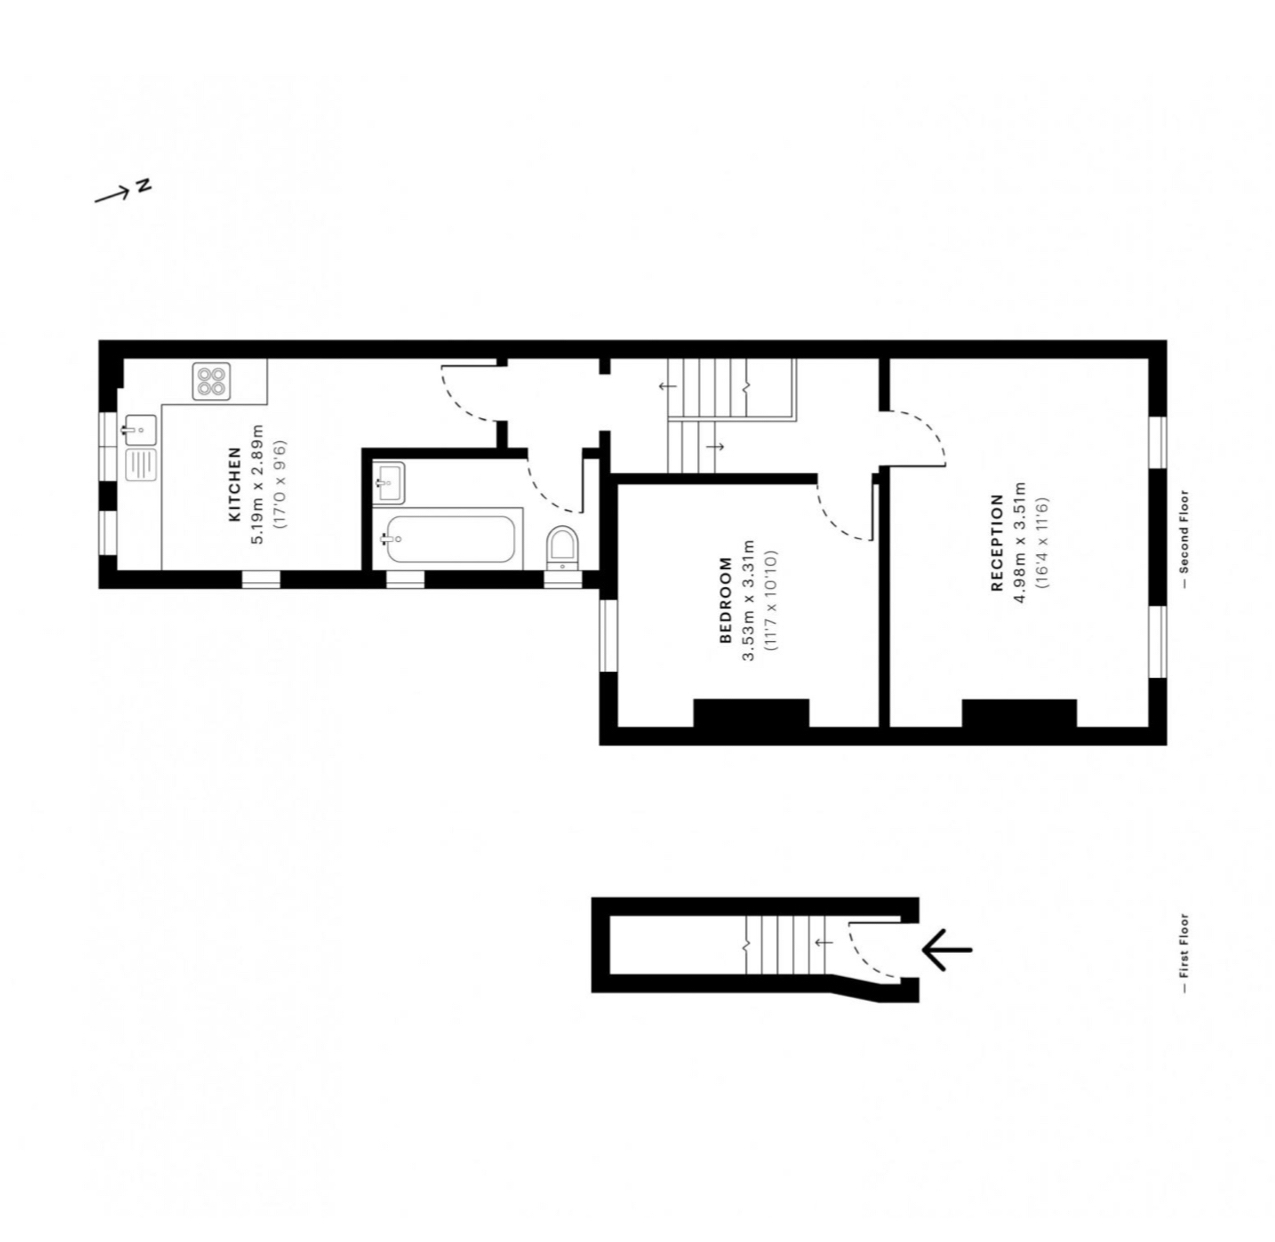 N
KITCHEN
5.19m x 2.89m
(17'0 x 9'6)
BEDROOM
3.53m x 3.31m
(11'7 x 10'10)
RECEPTION
4.98m x 3.51m
(16'4 x 11'6)
— Second Floor
— First Floor